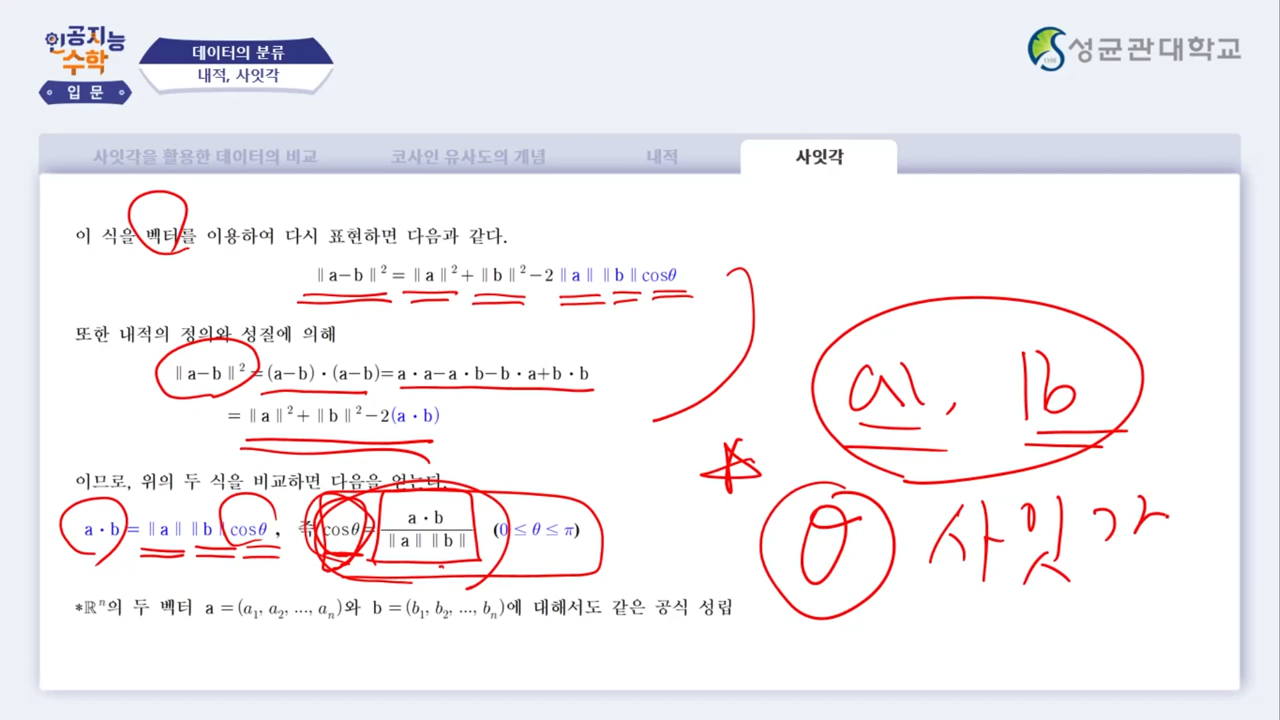 인공지능
수학
입문
데이터의 분류
내적, 사잇각
성균관대학교
사잇각을 활용한 데이터의 비교
코사인 유사도의 개념
내적
사잇각
이 식을 벡터를 이용하여 다시 표현하면 다음과 같다.
∥a−b∥² = ∥a∥² + ∥b∥² − 2∥a∥∥b∥cosθ
또한 내적의 정의와 성질에 의해
∥a−b∥² = (a−b)·(a−b) = a·a−a·b−b·a+b·b
= ∥a∥² + ∥b∥² − 2(a·b)
a, b
이므로, 위의 두 식을 비교하면 다음을 얻는다.
a·b = ∥a∥∥b∥cosθ, 즉 cosθ = a·b / ∥a∥∥b∥ (0 ≤ θ ≤ π)
θ 사잇각
*ℝⁿ의 두 벡터 a = (a₁, a₂, ..., aₙ)와 b = (b₁, b₂, ..., bₙ)에 대해서도 같은 공식 성립